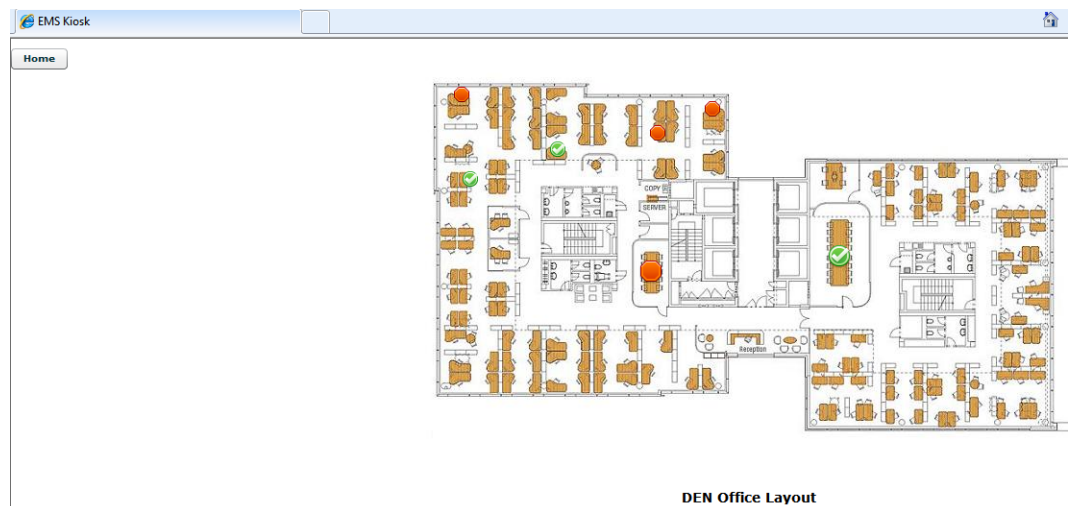 EMS Kiosk
Home
COPY
SERVER
Reception
DEN Office Layout